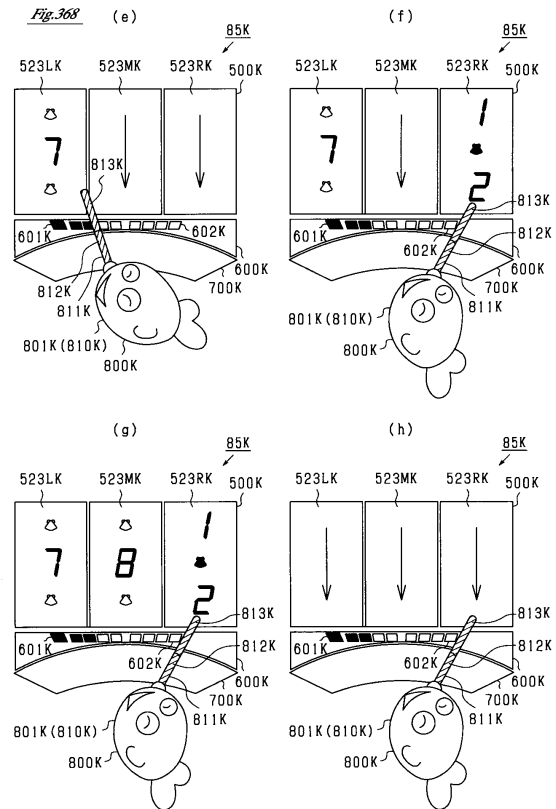 Fig.368
(e)
85K
523LK 523MK 523RK
500K
7
813K
601K
602K
812K
811K
600K
700K
801K(810K)
800K
(f)
85K
523LK 523MK 523RK
500K
7
1
2
813K
601K
602K
812K
600K
811K
700K
801K(810K)
800K
(g)
85K
523LK 523MK 523RK
500K
7
8
1
2
813K
601K
602K
812K
600K
700K
811K
801K(810K)
800K
(h)
85K
523LK 523MK 523RK
500K
813K
601K
602K
812K
600K
700K
811K
801K(810K)
800K